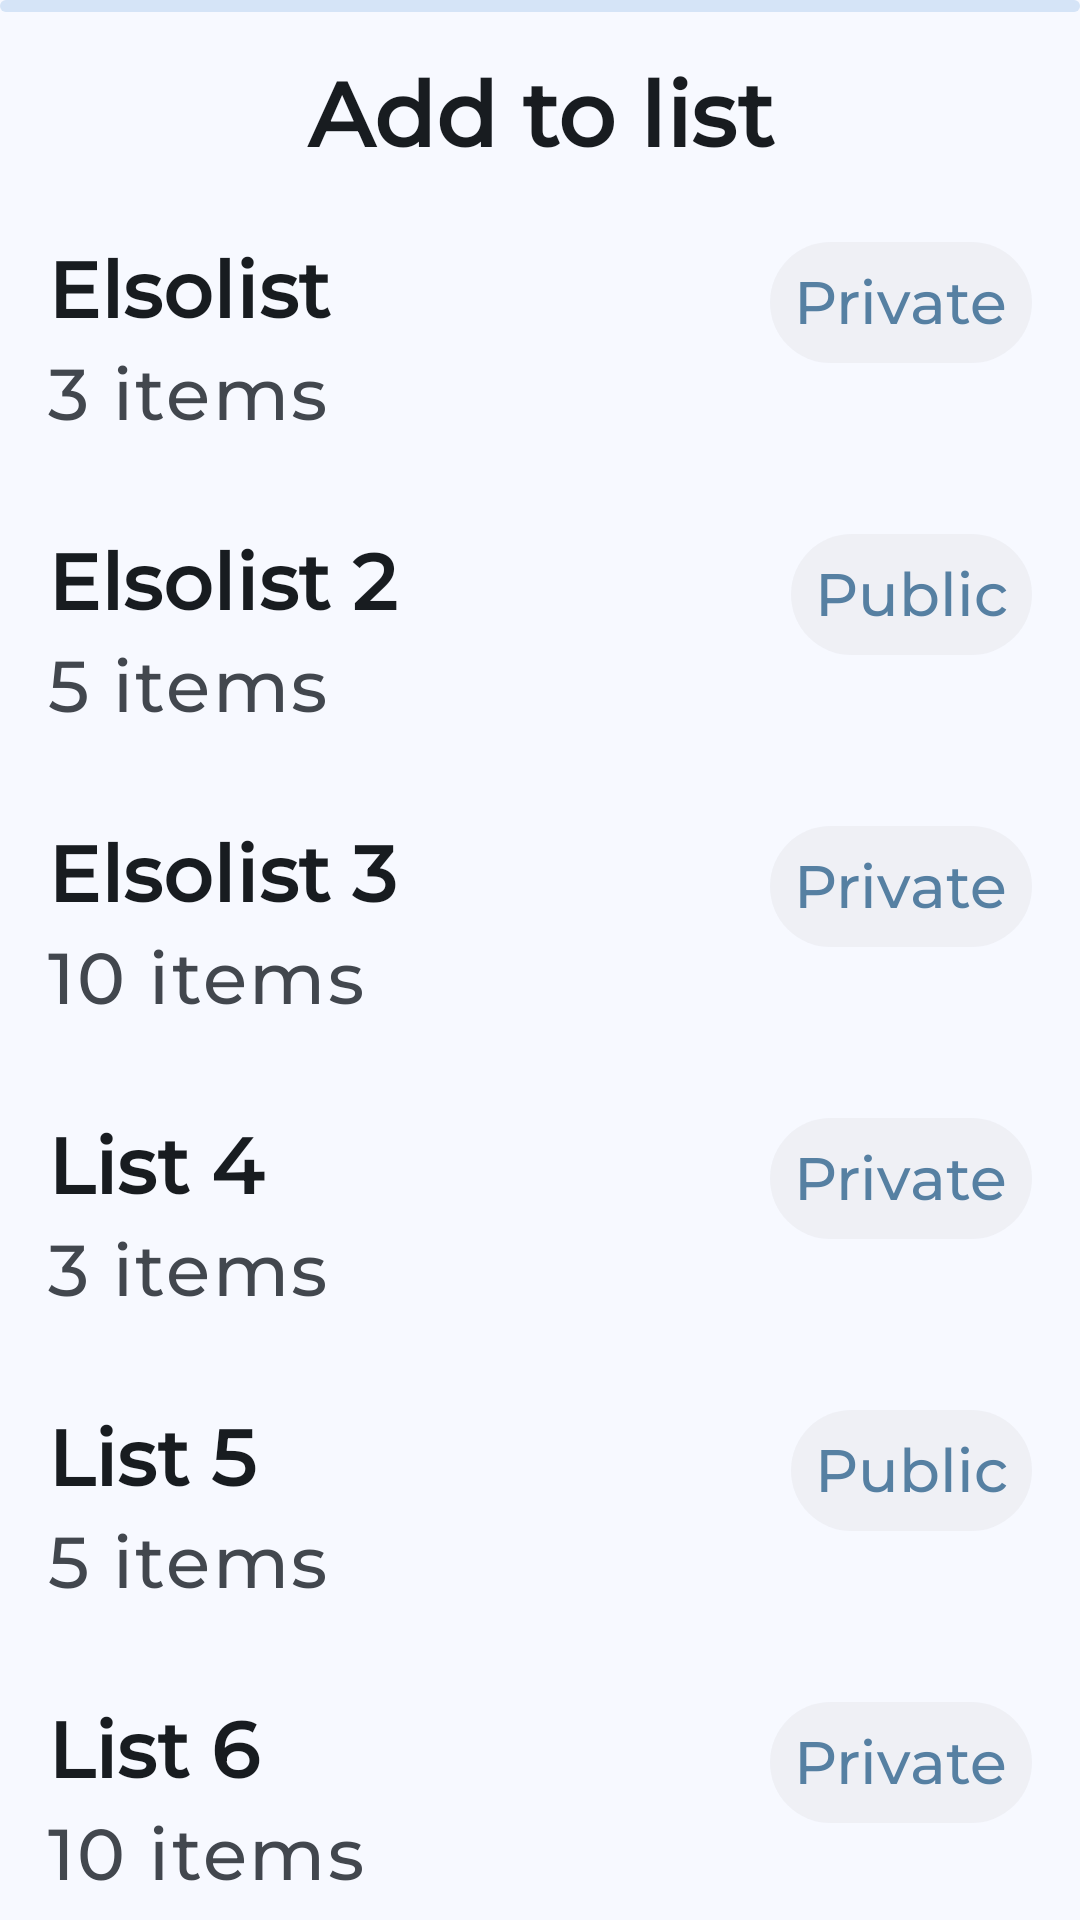 Add to list
Elsolist
Private
3 items
Elsolist 2
Public
5 items
Elsolist 3
Private
10 items
List 4
Private
3 items
List 5
Public
5 items
List 6
Private
10 items